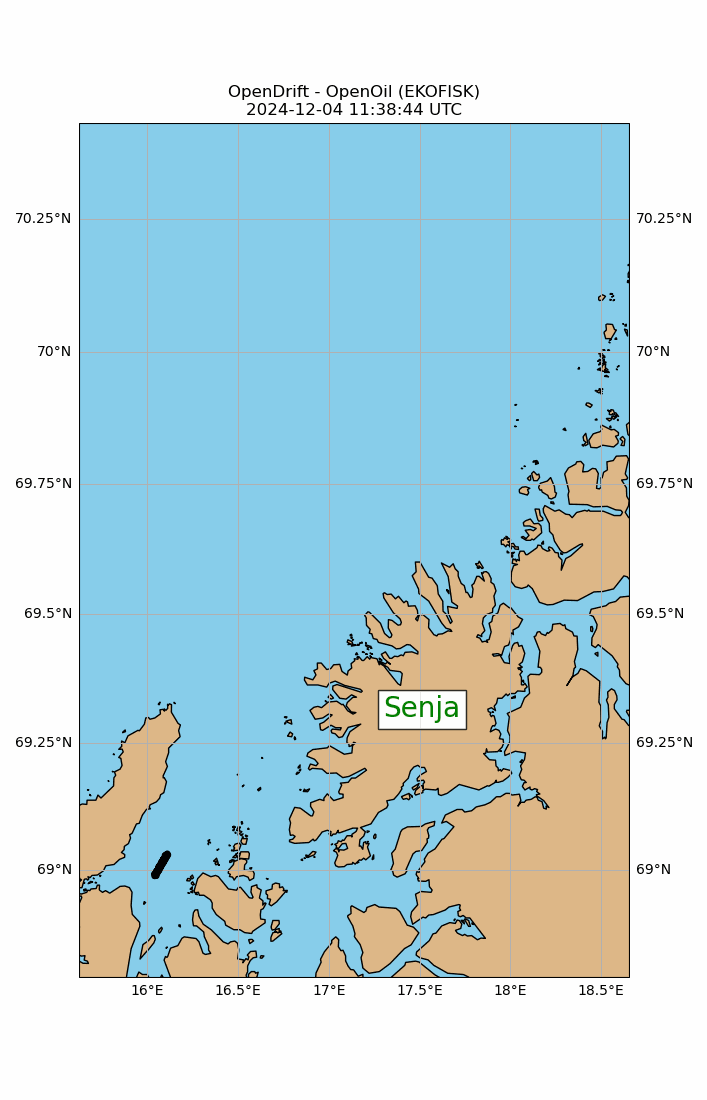 OpenDrift - OpenOil (EKOFISK)
2024-12-04 11:38:44 UTC
70.25°N 70.25°N
70°N 70°N
69.75°N 69.75°N
69.5°N 69.5°N
Senja
69.25°N 69.25°N
69°N 69°N
16°E 16.5°E 17°E 17.5°E 18°E 18.5°E